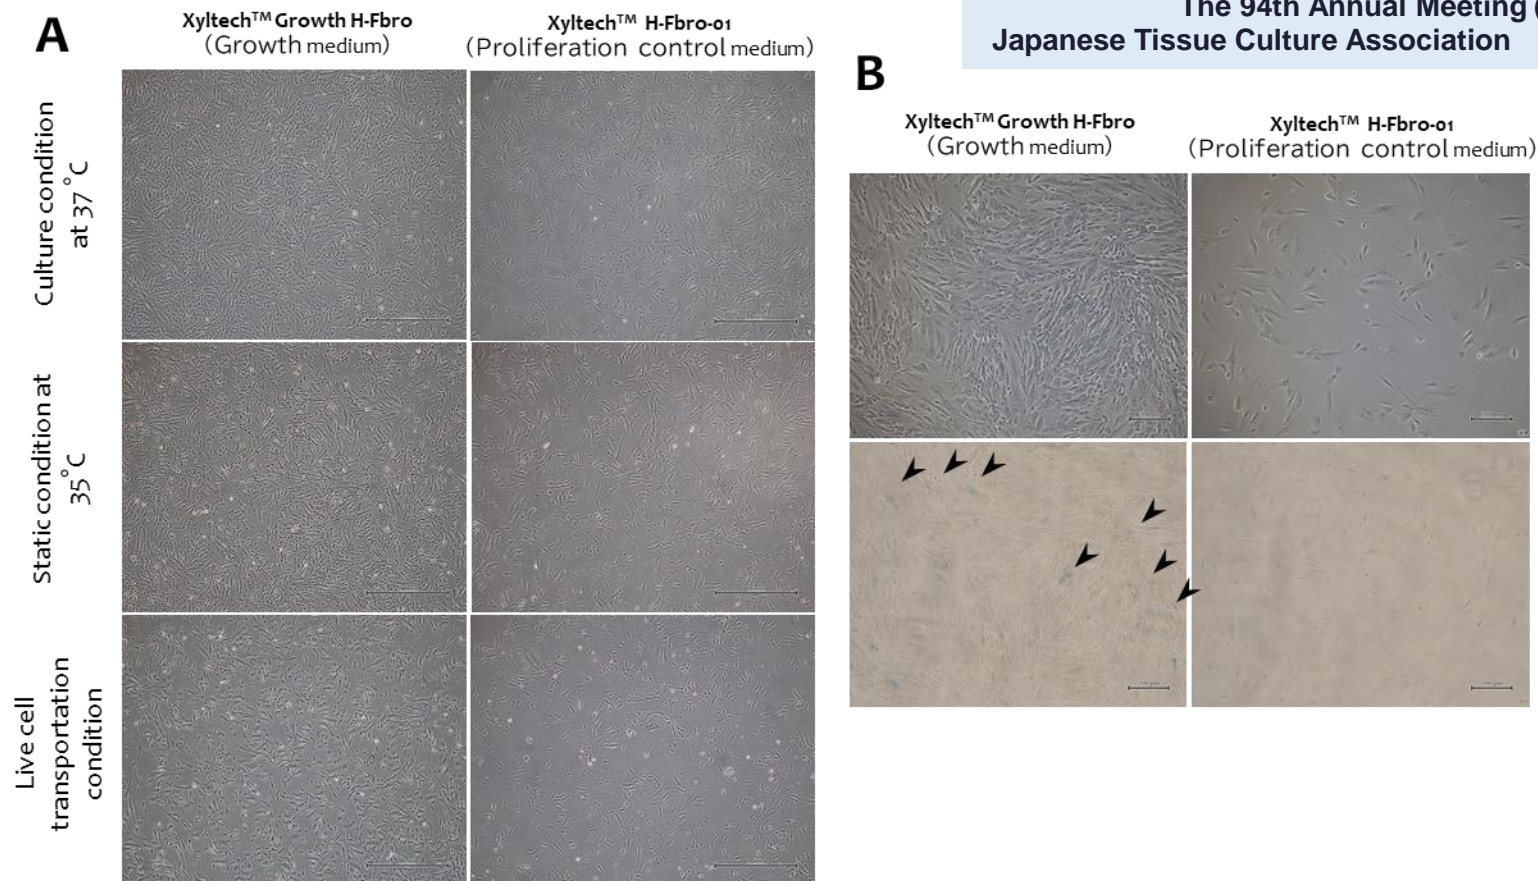 A
Xyltech™ Growth H-Fbro
(Growth medium)
Xyltech™ H-Fbro-01
(Proliferation control medium)
Culture condition
at 37°C
Static condition at
35°C
Live cell
transportation
condition
The 94th Annual Meeting
Japanese Tissue Culture Association
B
Xyltech™ Growth H-Fbro
(Growth medium)
Xyltech™ H-Fbro-01
(Proliferation control medium)